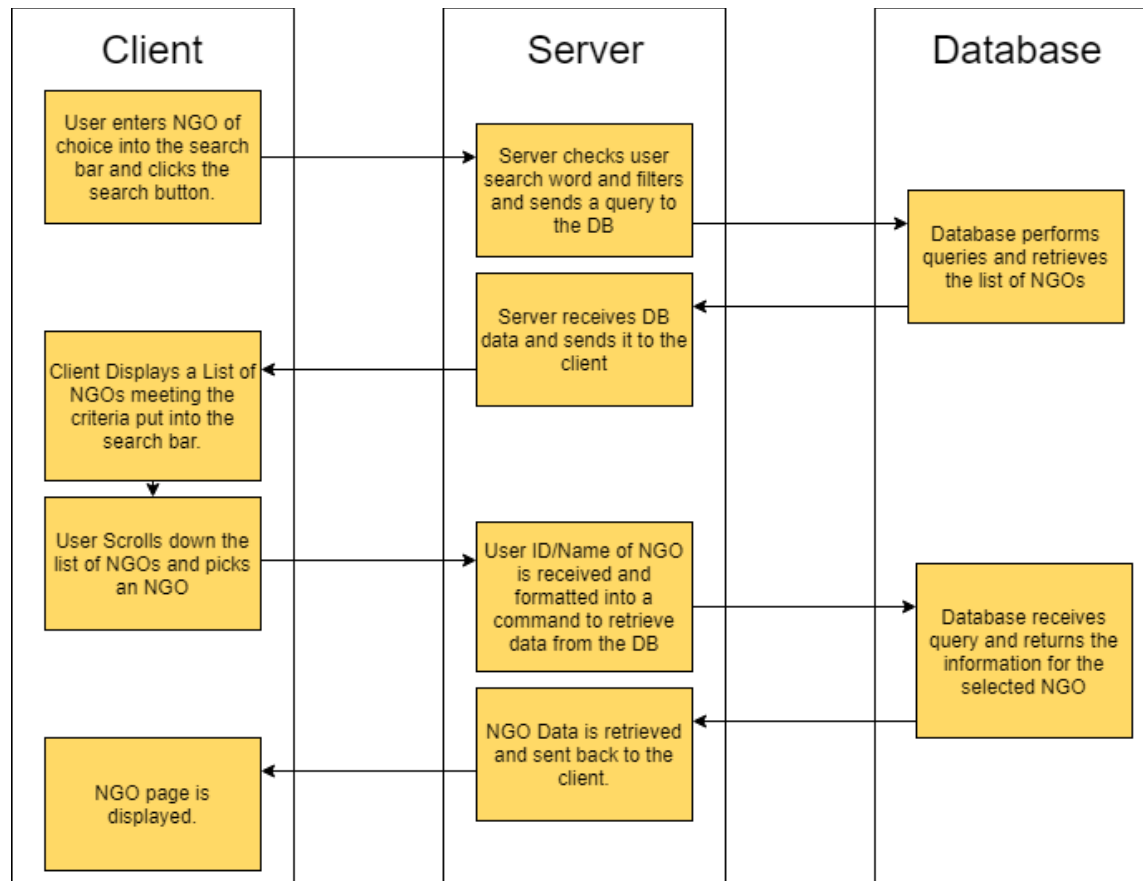 Client
Server
Database
User enters NGO of
choice into the search
bar and clicks the
search button.
Server checks user
search word and filters
and sends a query to
the DB
Database performs
queries and retrieves
the list of NGOs
Server receives DB
data and sends it to the
client
Client Displays a List of
NGOs meeting the
criteria put into the
search bar.
User Scrolls down the
list of NGOs and picks
an NGO
User ID/Name of NGO
is received and
formatted into a
command to retrieve
data from the DB
Database receives
query and returns the
information for the
selected NGO
NGO Data is retrieved
and sent back to the
client.
NGO page is
displayed.